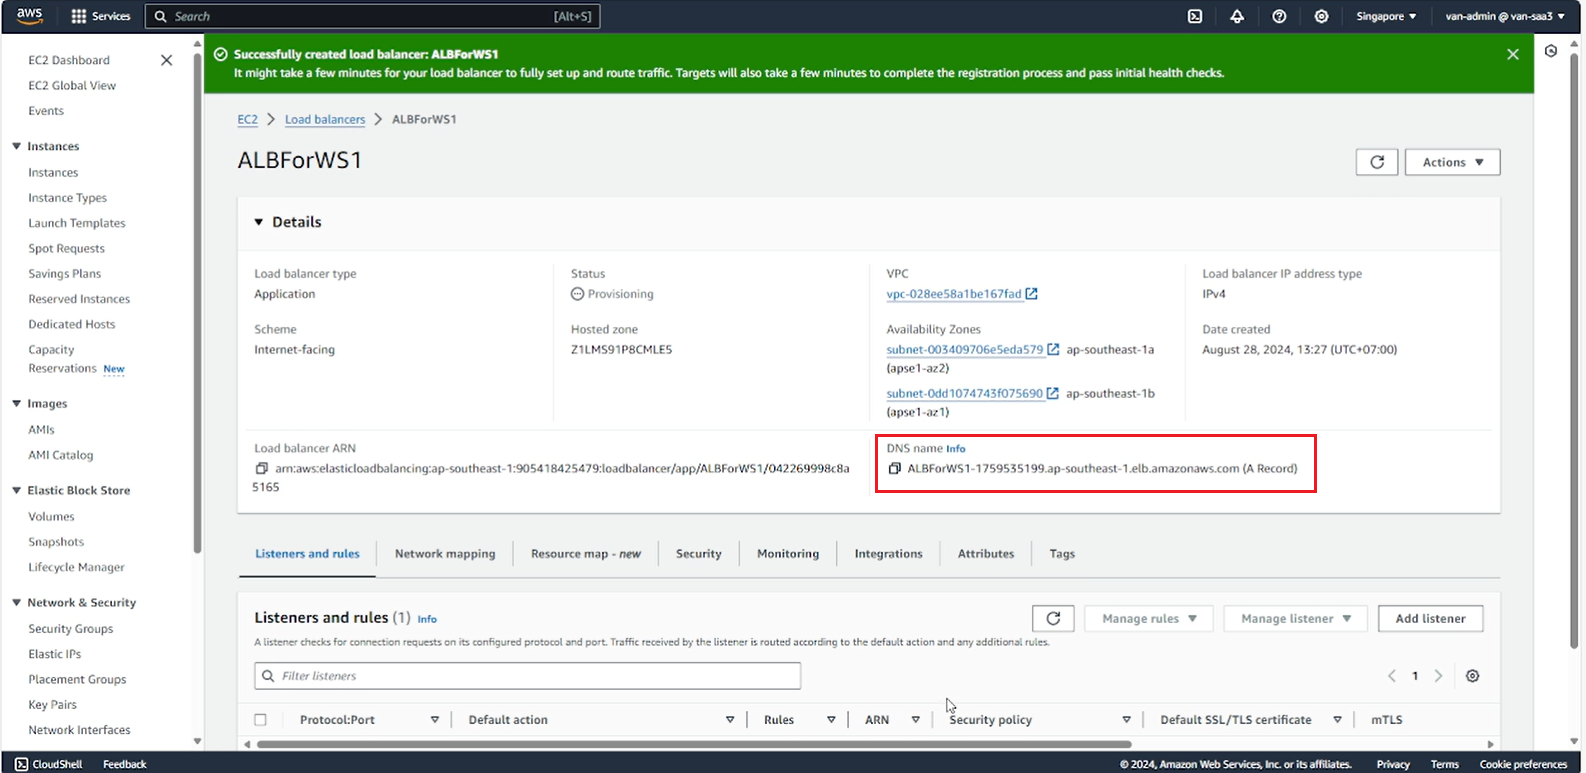 aws
Services
Search
[Alt+S]
Singapore
van-admin @ van-saa3
EC2 Dashboard
EC2 Global View
Events
Instances
Instances
Instance Types
Launch Templates
Spot Requests
Savings Plans
Reserved Instances
Dedicated Hosts
Capacity
Reservations New
Images
AMIs
AMI Catalog
Elastic Block Store
Volumes
Snapshots
Lifecycle Manager
Network & Security
Security Groups
Elastic IPs
Placement Groups
Key Pairs
Network Interfaces
Successfully created load balancer: ALBForWS1
It might take a few minutes for your load balancer to fully set up and route traffic. Targets will also take a few minutes to complete the registration process and pass initial health checks.
EC2 > Load balancers > ALBForWS1
ALBForWS1
Actions
Details
Load balancer type
Application
Status
Provisioning
VPC
vpc-028ee58a1be167fad
Load balancer IP address type
IPv4
Scheme
Internet-facing
Hosted zone
Z1LMS91P8CMLE5
Availability Zones
subnet-003409706e5eda579 ap-southeast-1a
(apse1-az2)
subnet-0dd1074743f075690 ap-southeast-1b
(apse1-az1)
Date created
August 28, 2024, 13:27 (UTC+07:00)
Load balancer ARN
arn:aws:elasticloadbalancing:ap-southeast-1:905418425479:loadbalancer/app/ALBForWS1/042269998c8a
5165
DNS name Info
ALBForWS1-1759535199.ap-southeast-1.elb.amazonaws.com (A Record)
Listeners and rules
Network mapping
Resource map - new
Security
Monitoring
Integrations
Attributes
Tags
Listeners and rules (1) Info
Manage rules
Manage listener
Add listener
A listener checks for connection requests on its configured protocol and port. Traffic received by the listener is routed according to the default action and any additional rules.
Filter listeners
1
Protocol:Port
Default action
Rules
ARN
Security policy
Default SSL/TLS certificate
mTLS
CloudShell
Feedback
© 2024, Amazon Web Services, Inc. or its affiliates.
Privacy
Terms
Cookie preferences